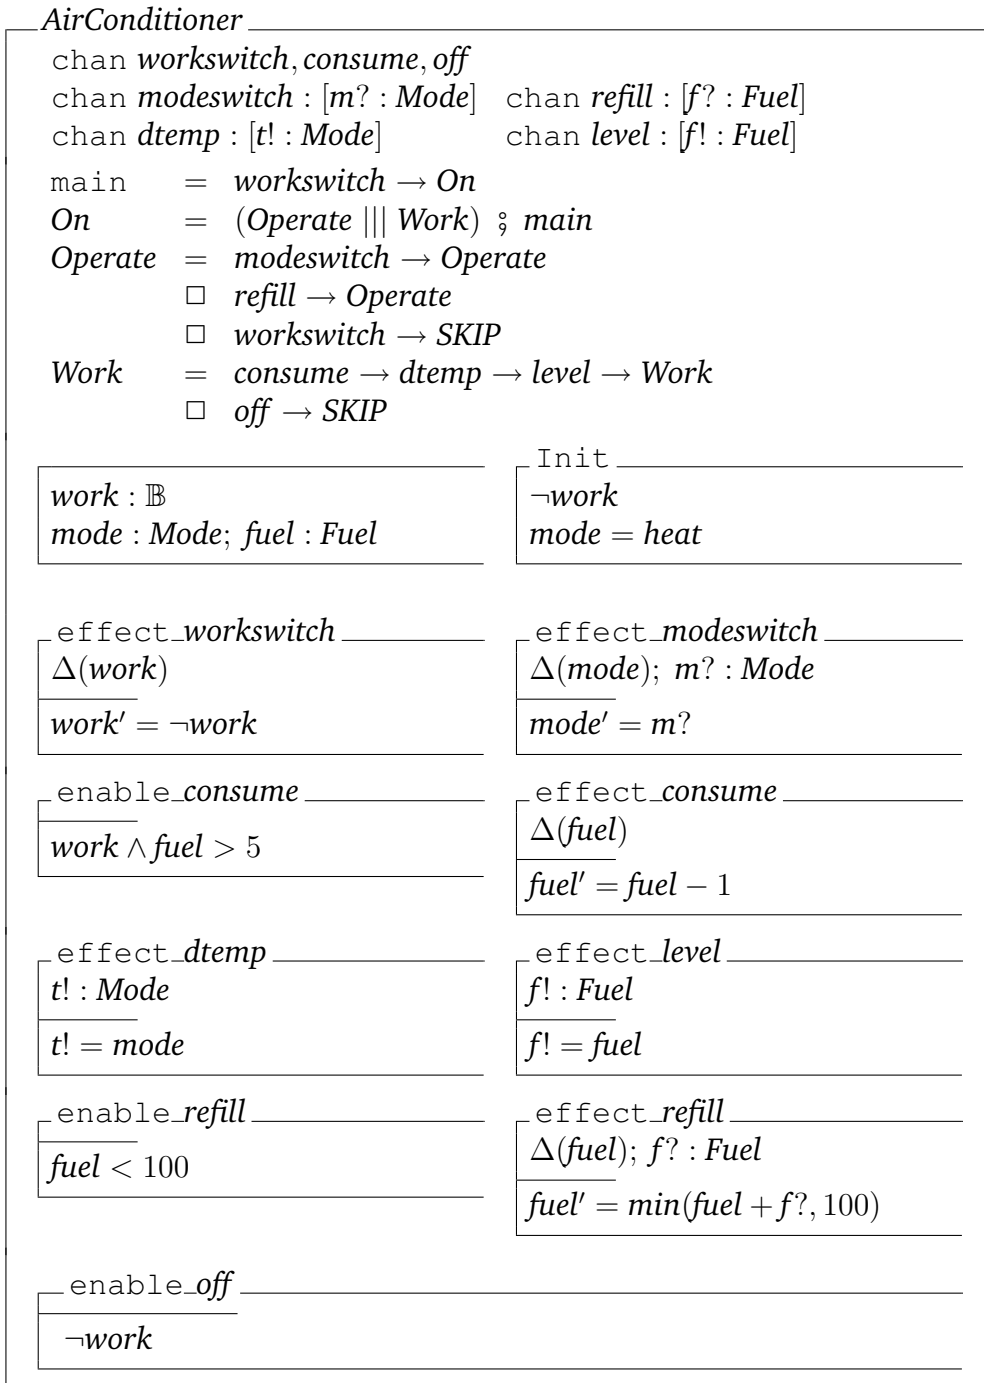 AirConditioner
chan workswitch, consume, off
chan modeswitch : [m? : Mode] chan refill : [f? : Fuel]
chan dtemp : [t! : Mode] chan level : [f! : Fuel]
main = workswitch → On
On = (Operate ||| Work) ⨾ main
Operate = modeswitch → Operate
□ refill → Operate
□ workswitch → SKIP
Work = consume → dtemp → level → Work
□ off → SKIP
work : 𝔹
mode : Mode; fuel : Fuel
Init
¬work
mode = heat
effect_workswitch
Δ(work)
work′ = ¬work
effect_modeswitch
Δ(mode); m? : Mode
mode′ = m?
enable_consume
work ∧ fuel > 5
effect_consume
Δ(fuel)
fuel′ = fuel − 1
effect_dtemp
t! : Mode
t! = mode
effect_level
f! : Fuel
f! = fuel
enable_refill
fuel < 100
effect_refill
Δ(fuel); f? : Fuel
fuel′ = min(fuel + f?, 100)
enable_off
¬work